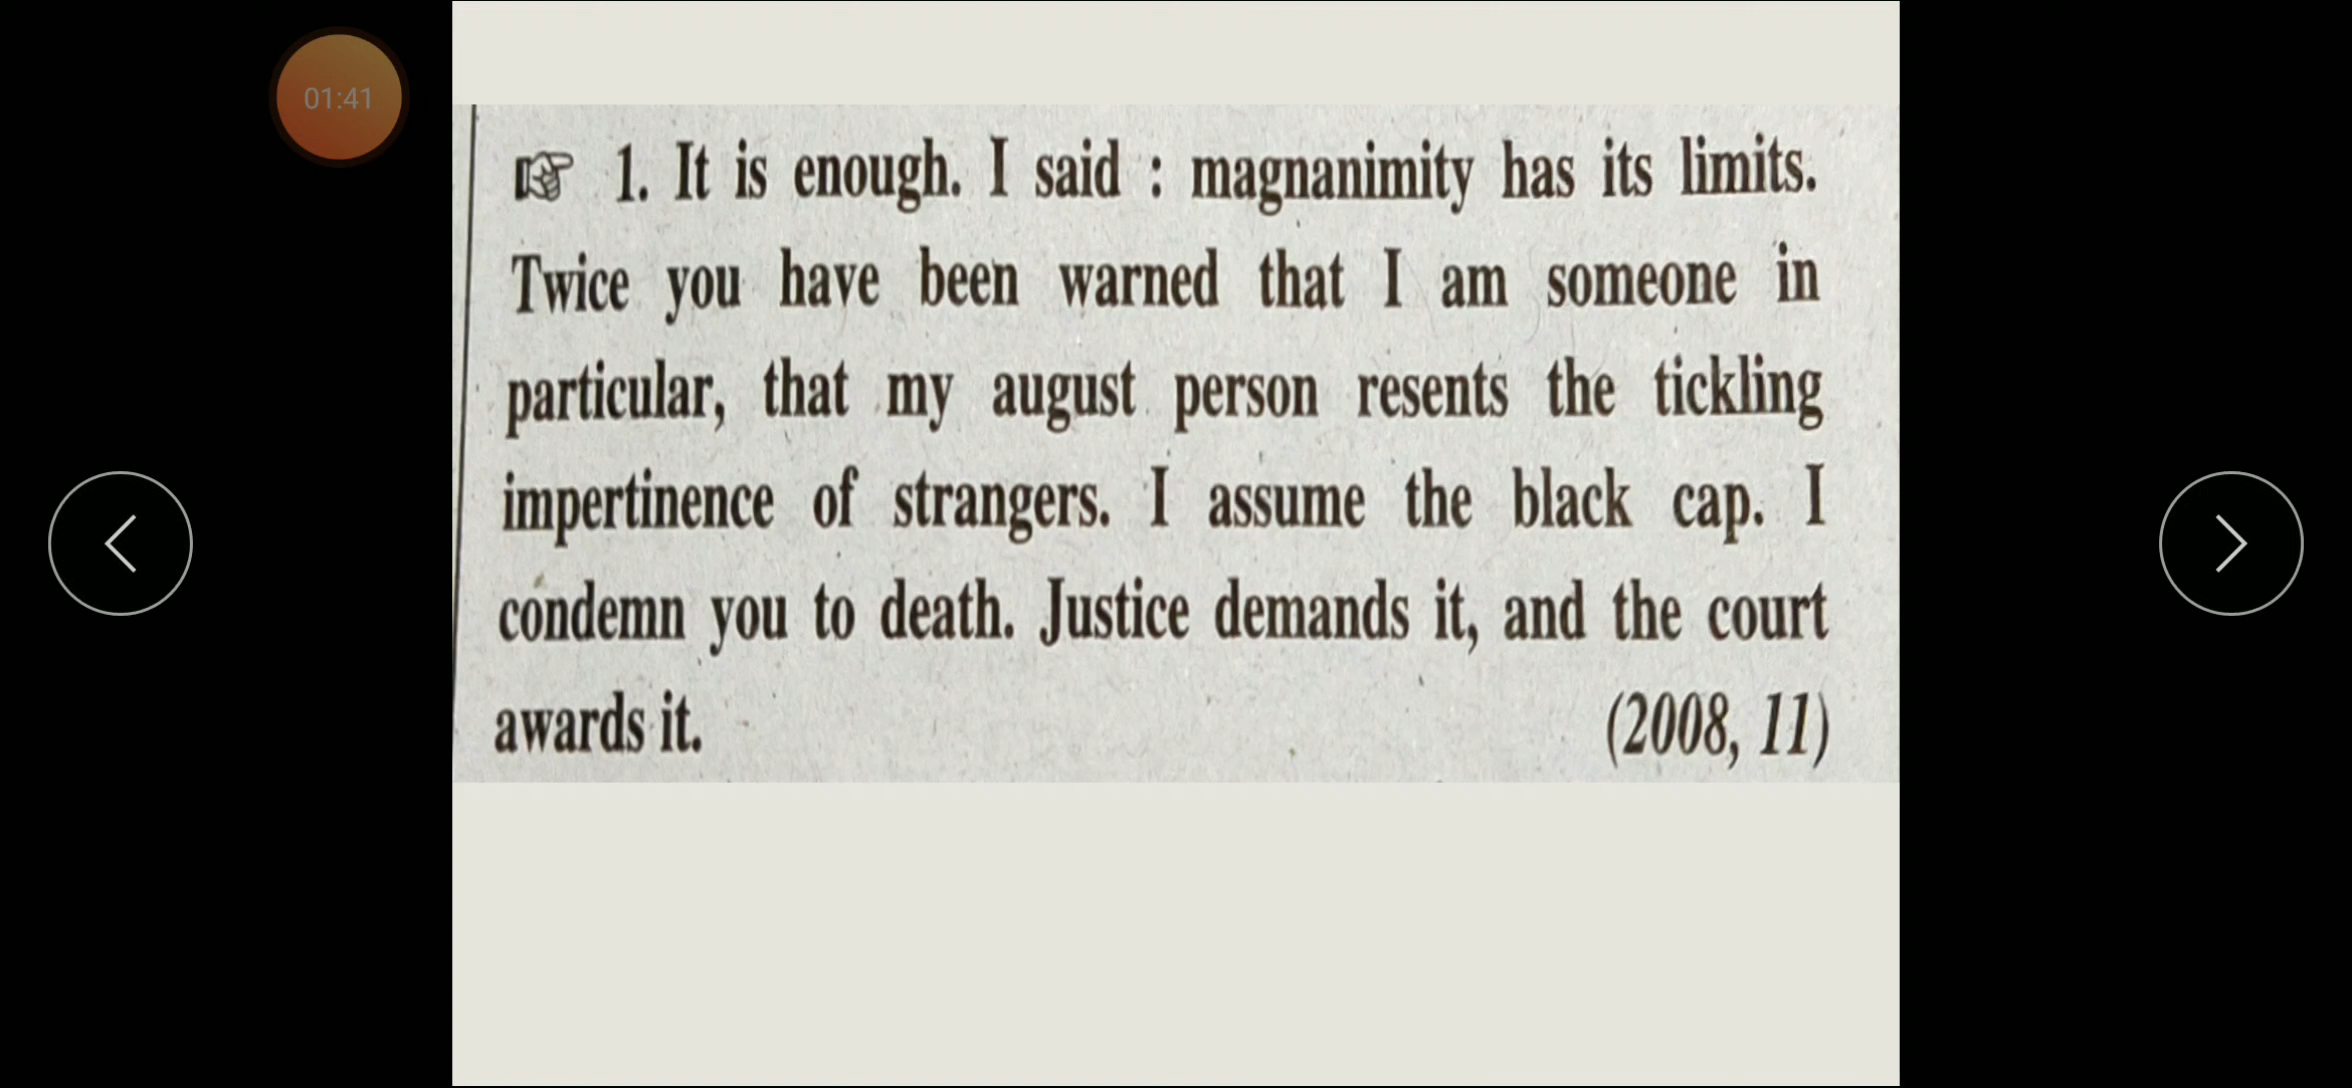 01:41
☞ 1. It is enough. I said : magnanimity has its limits.
Twice you have been warned that I am someone in
particular, that my august person resents the tickling
impertinence of strangers. I assume the black cap. I
condemn you to death. Justice demands it, and the court
awards it. (2008, 11)